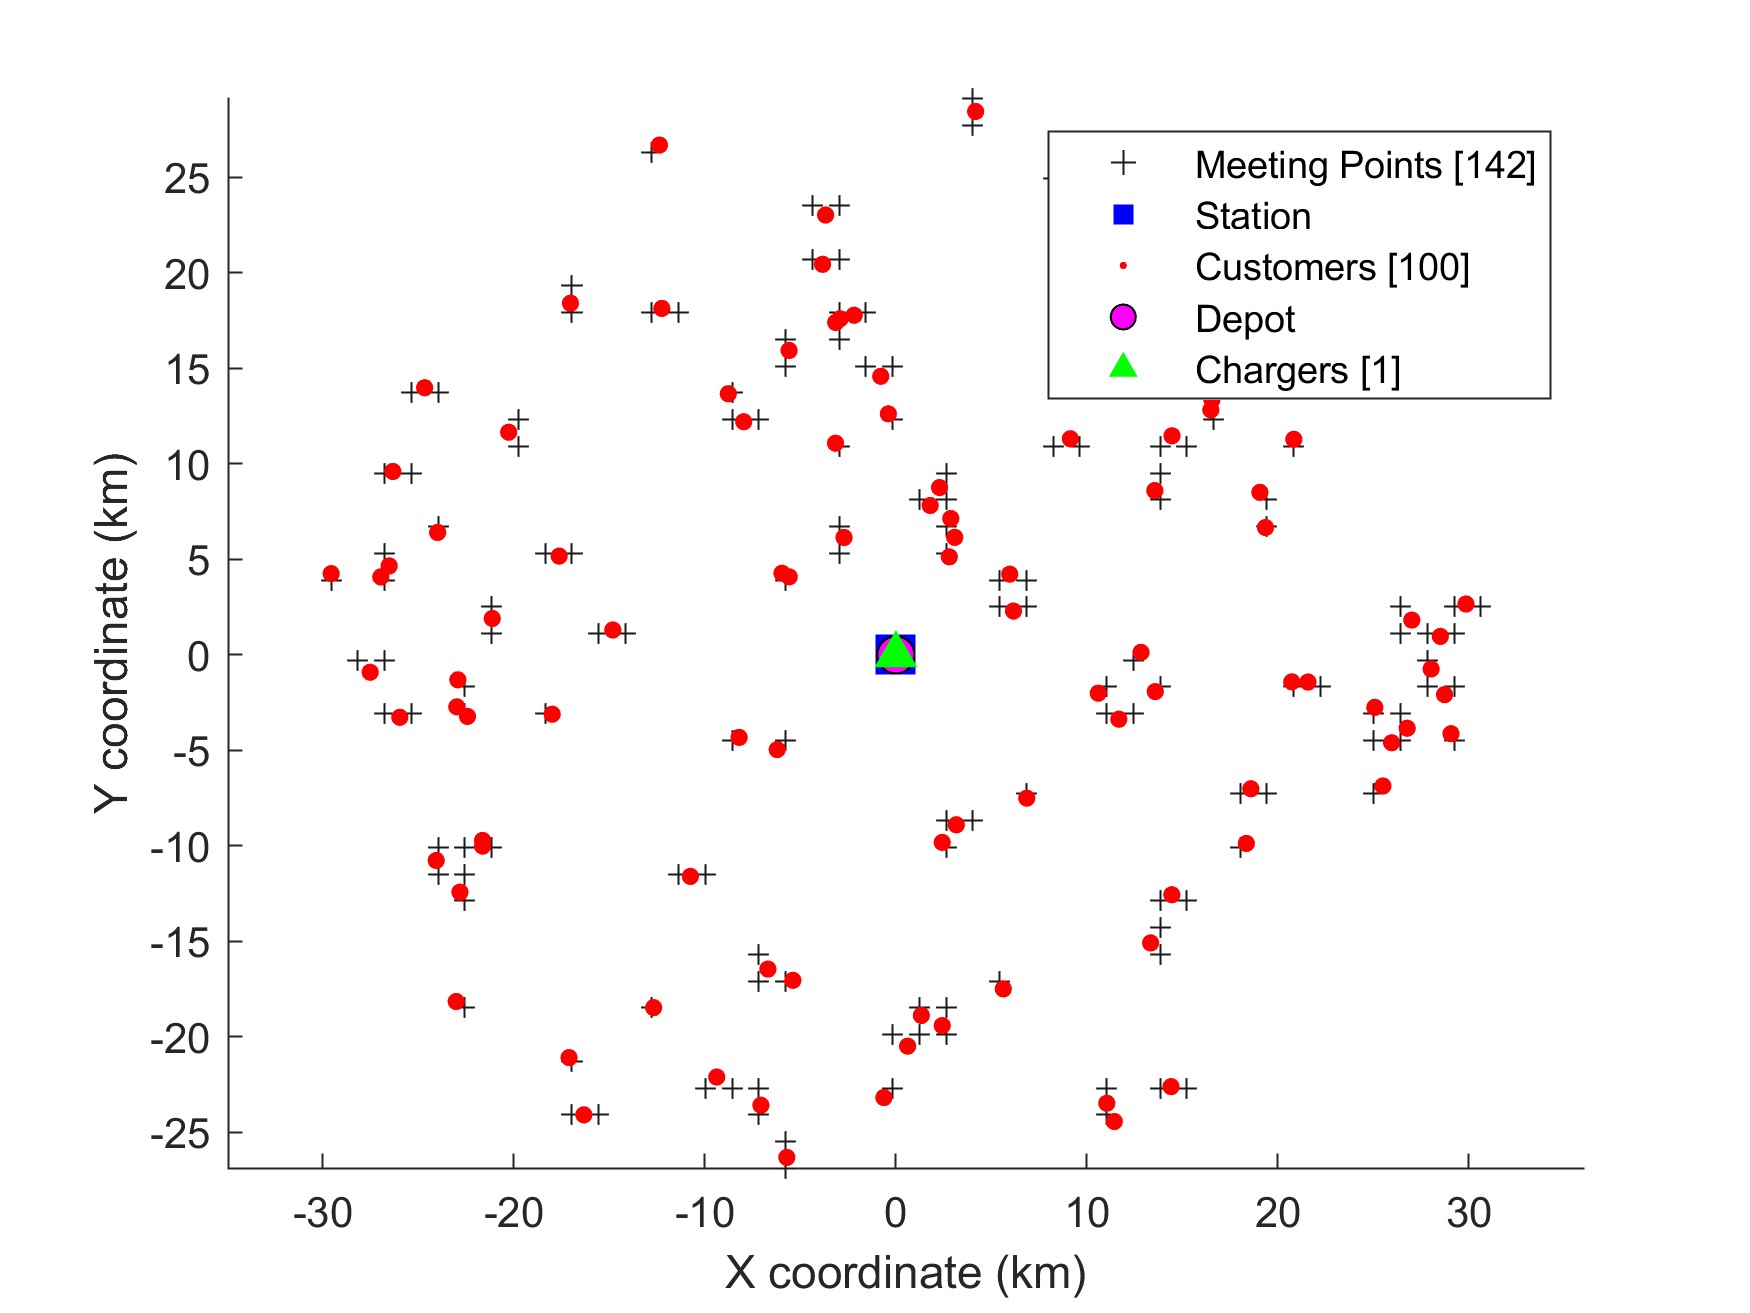 25
20
15
10
5
0
-5
-10
-15
-20
-25
Y coordinate (km)
Meeting Points [142]
Station
Customers [100]
Depot
Chargers [1]
-30 -20 -10 0 10 20 30
X coordinate (km)